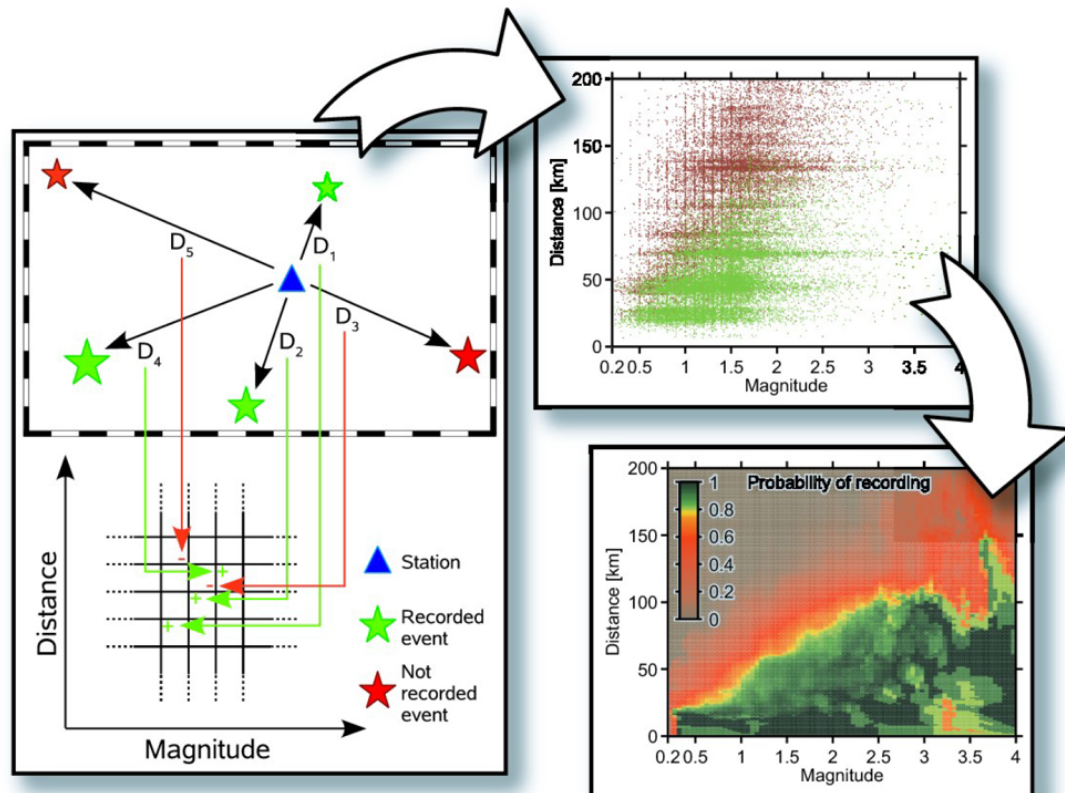 D₅
D₁
D₃
D₄
D₂
Distance
-
+
-
+
+
Magnitude
Station
Recorded
event
Not
recorded
event
200
150
100
50
0
Distance [km]
0.2 0.5 1 1.5 2 2.5 3 3.5 4
Magnitude
Probability of recording
1
0.8
0.6
0.4
0.2
0
200
150
100
50
0
Distance [km]
0.2 0.5 1 1.5 2 2.5 3 3.5 4
Magnitude